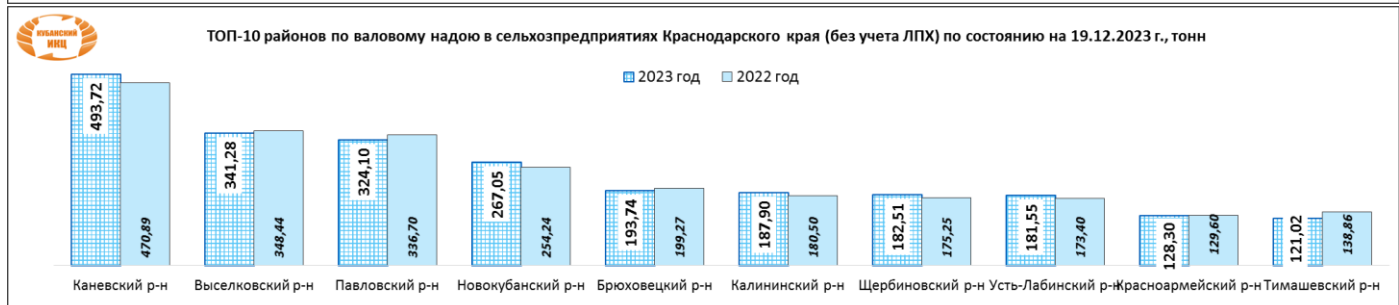 КУБАНСКИЙ
ИКЦ
ТОП-10 районов по валовому надою в сельхозпредприятиях Краснодарского края (без учета ЛПХ) по состоянию на 19.12.2023 г., тонн
2023 год 2022 год
493,72 470,89 341,28 348,44 324,10 336,70 267,05 254,24 193,74 199,27 187,90 180,50 182,51 175,25 181,55 173,40 128,30 129,60 121,02 138,86
Каневский р-н Выселковский р-н Павловский р-н Новокубанский р-н Брюховецкий р-н Калининский р-н Щербиновский р-н Усть-Лабинский р-н Красноармейский р-н Тимашевский р-н